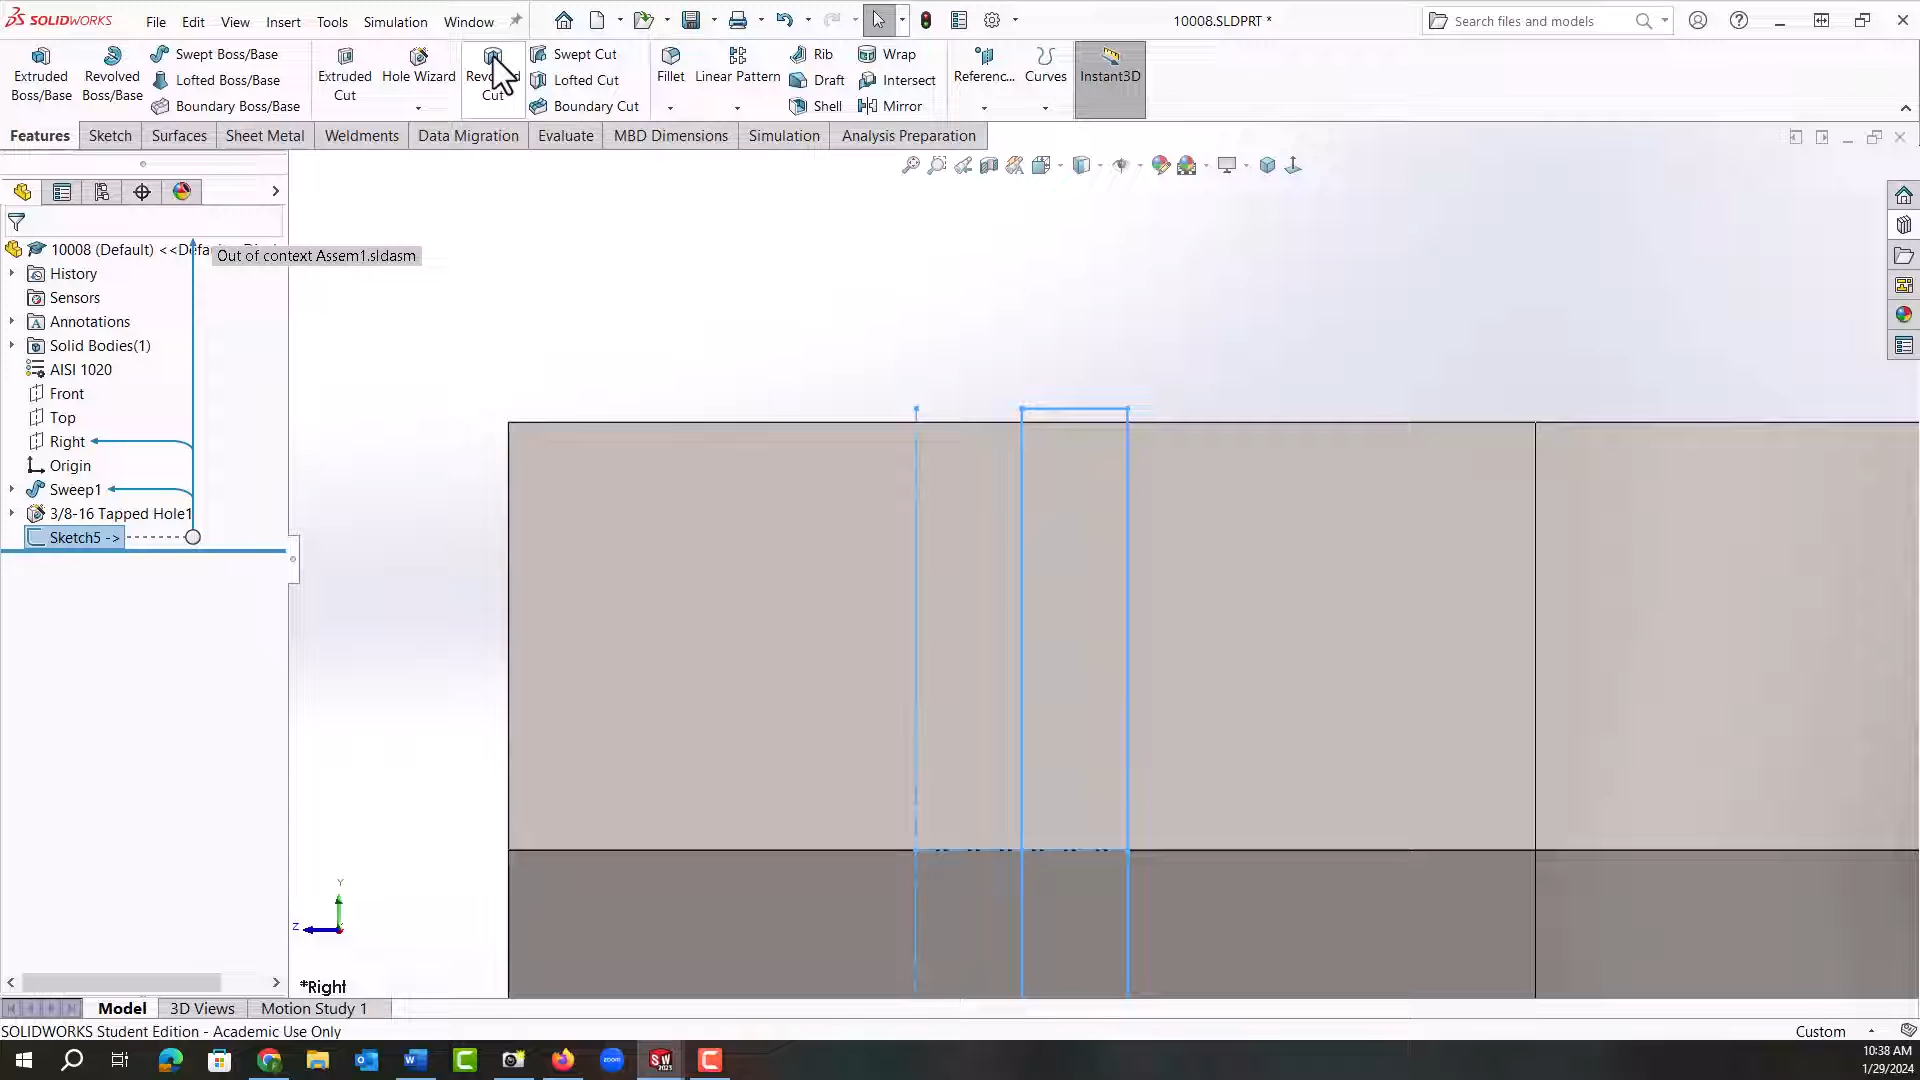 SOLIDWORKS File Edit View Insert Tools Simulation Window 10008.SLDPRT * Search files and commands
Extruded Boss/Base
Revolved Boss/Base
Swept Boss/Base
Lofted Boss/Base
Boundary Boss/Base
Extruded Cut
Hole Wizard
Cut
Swept Cut
Lofted Cut
Boundary Cut
Fillet
Linear Pattern
Rib
Draft
Shell
Wrap
Intersect
Mirror
Referenc...
Curves
Instant3D
Features Sketch Surfaces Sheet Metal Weldments Data Migration Evaluate MBD Dimensions Simulation Analysis Preparation
10008 (Default) <<Defa
Out of context Assem1.sldasm
History
Sensors
Annotations
Solid Bodies(1)
AISI 1020
Front
Top
Right
Origin
Sweep1
3/8-16 Tapped Hole1
Sketch5 ->
Y
Z
*Right
Model 3D Views Motion Study 1
SOLIDWORKS Student Edition - Academic Use Only Custom
10:38 AM
1/29/2024